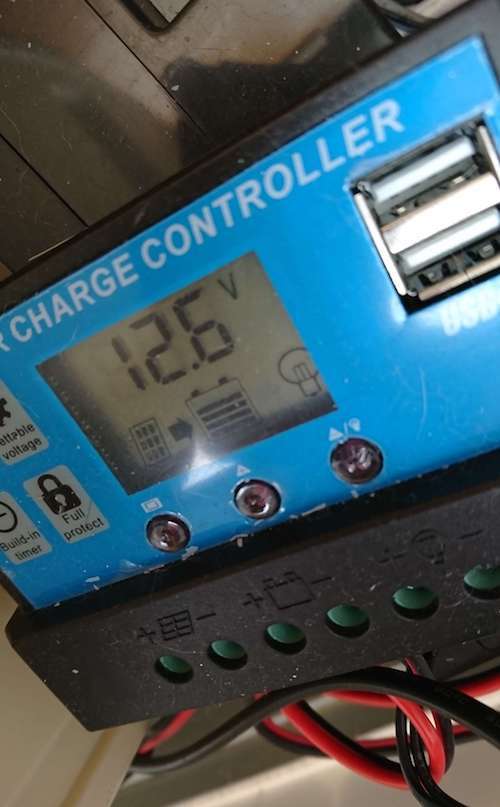 R CHARGE CONTROLLER
12.6 V
USB
ettable
voltage
Build-in
timer
Full
protect
+ -
+ -
+ -